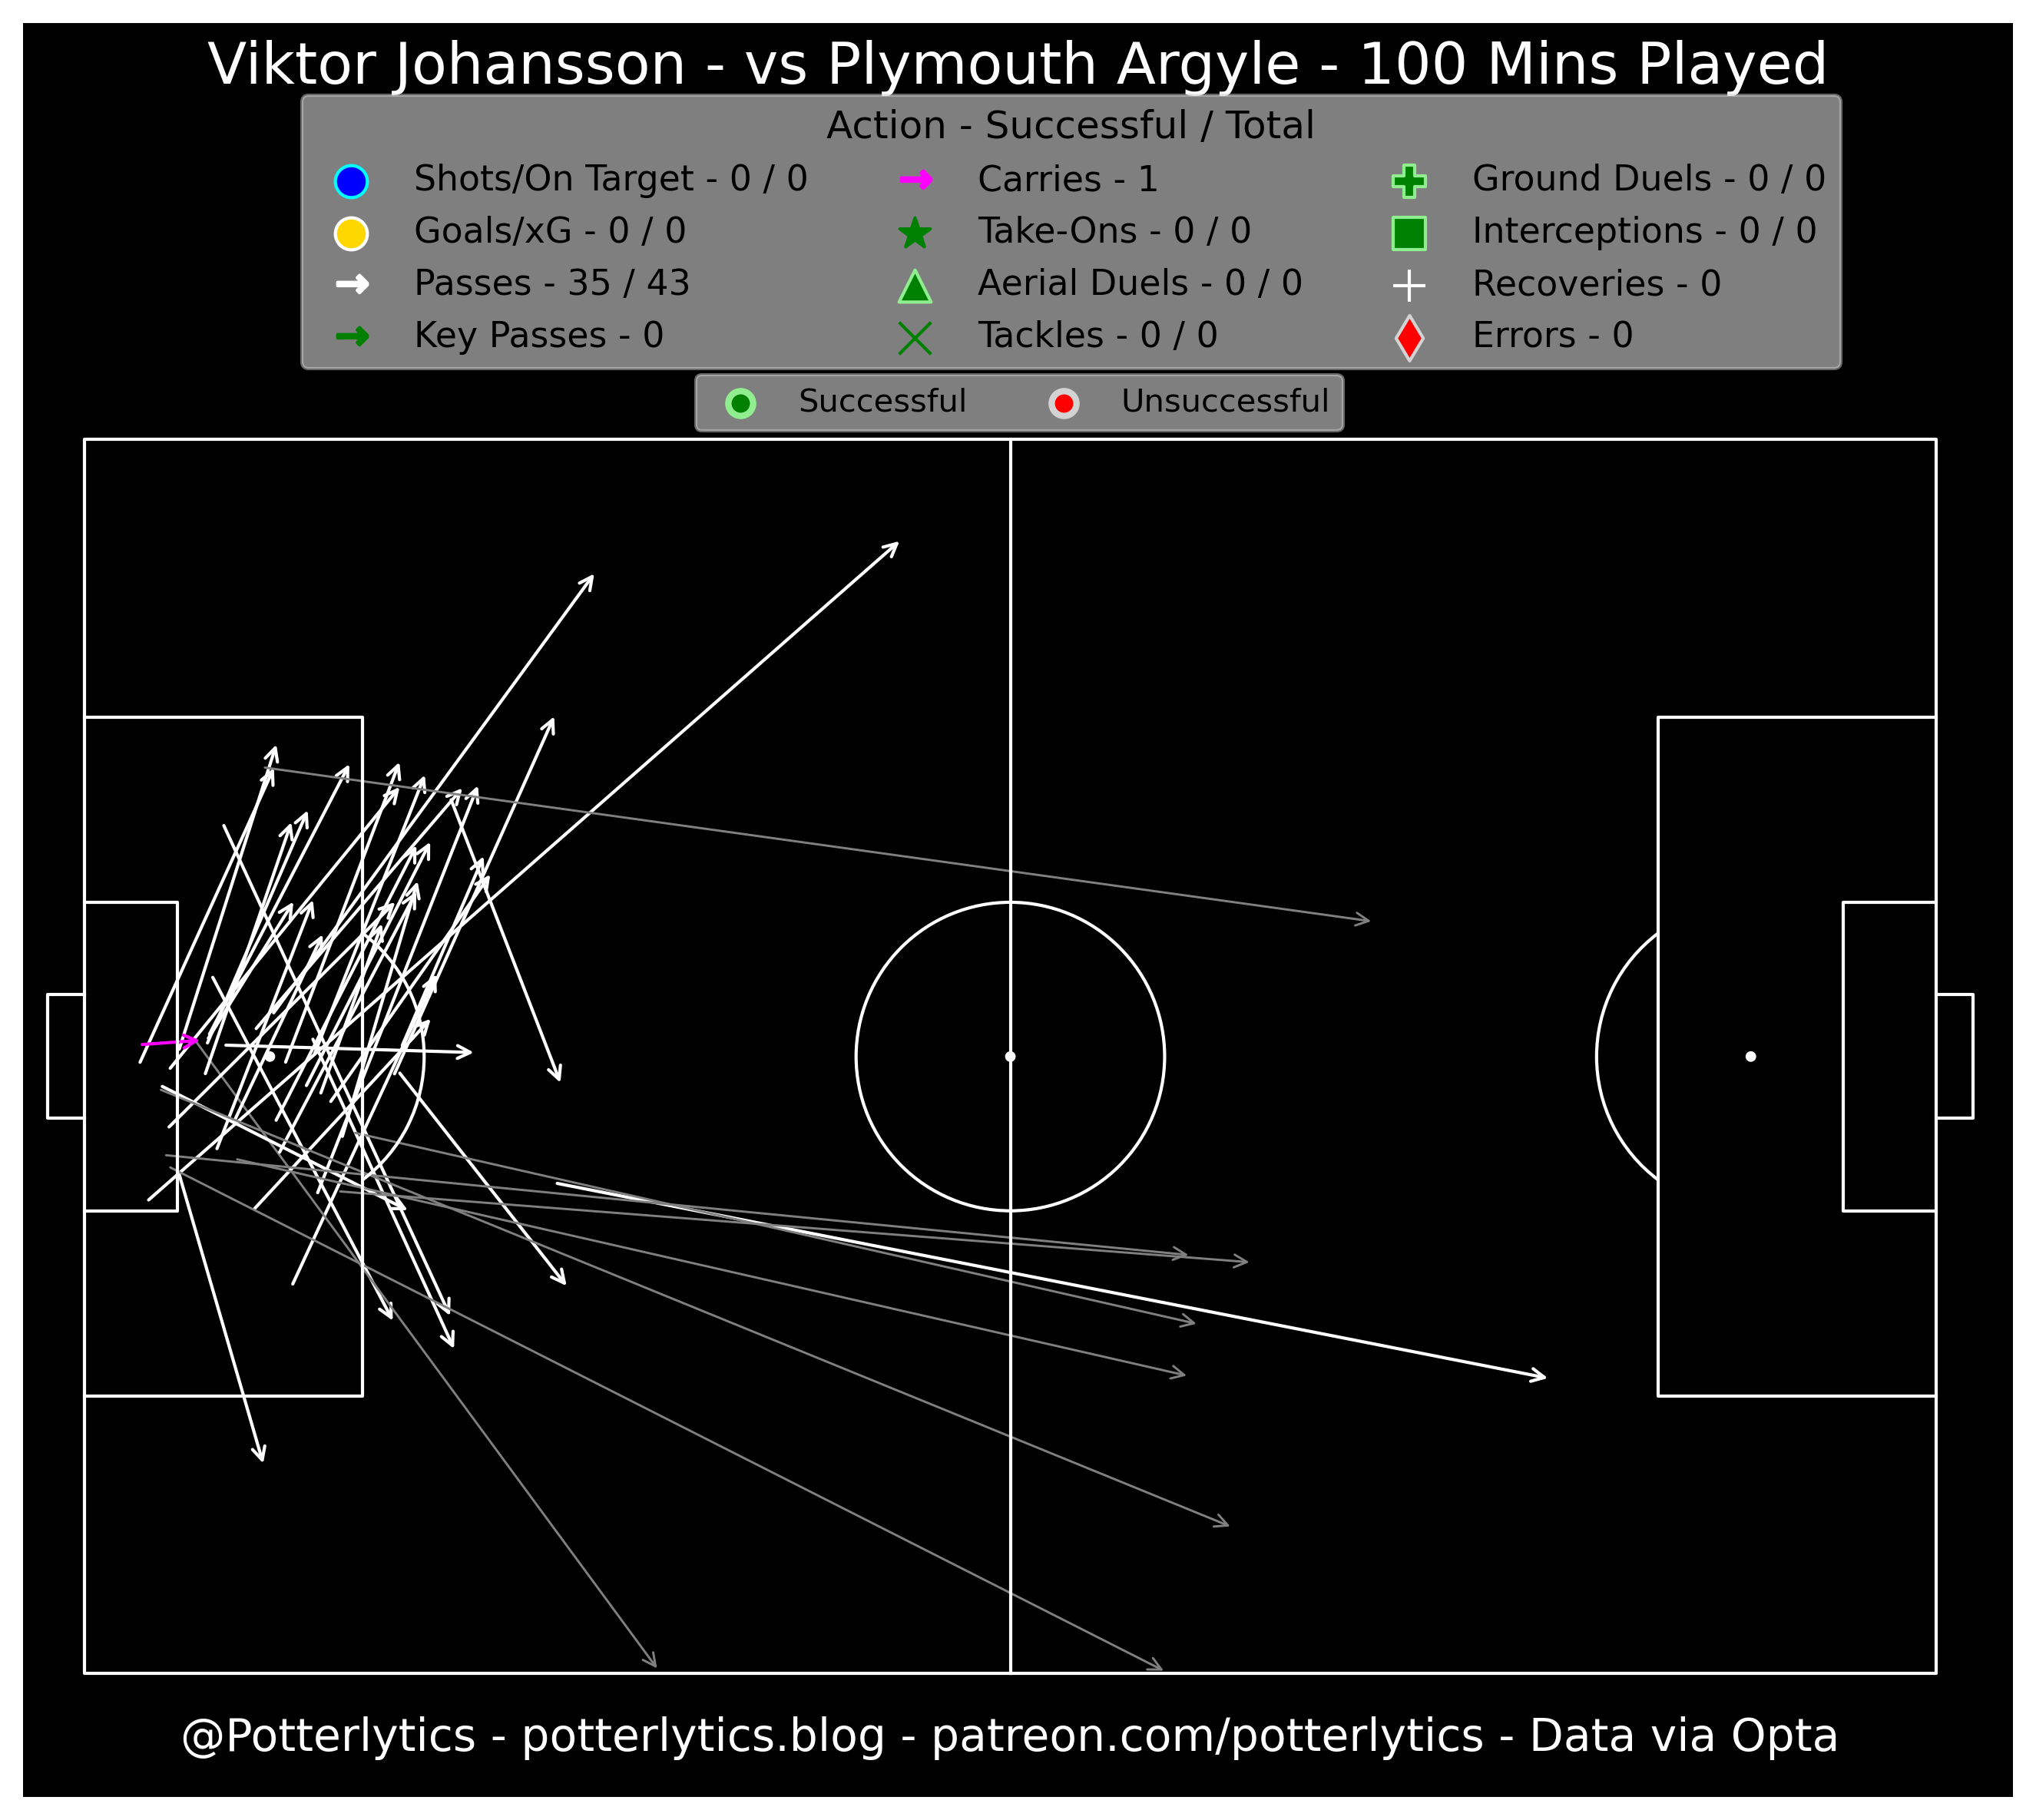 Viktor Johansson - vs Plymouth Argyle - 100 Mins Played
Action - Successful / Total
Shots/On Target - 0 / 0
Goals/xG - 0 / 0
Passes - 35 / 43
Key Passes - 0
Carries - 1
Take-Ons - 0 / 0
Aerial Duels - 0 / 0
Tackles - 0 / 0
Ground Duels - 0 / 0
Interceptions - 0 / 0
Recoveries - 0
Errors - 0
Successful
Unsuccessful
@Potterlytics - potterlytics.blog - patreon.com/potterlytics - Data via Opta